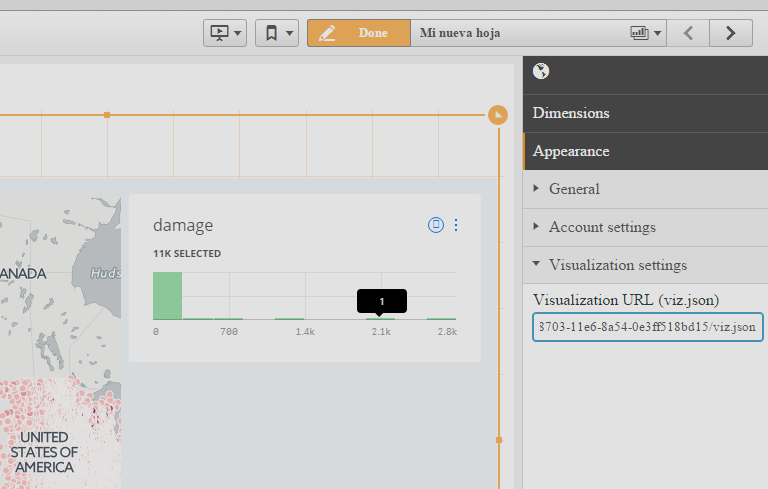 Done
Mi nueva hoja
Dimensions
Appearance
General
Account settings
Visualization settings
Visualization URL (viz.json)
8703-11e6-8a54-0e3ff518bd15/viz.json
damage
11K SELECTED
1
0 700 1.4k 2.1k 2.8k
ANADA
Huds
UNITED
STATES OF
AMERICA